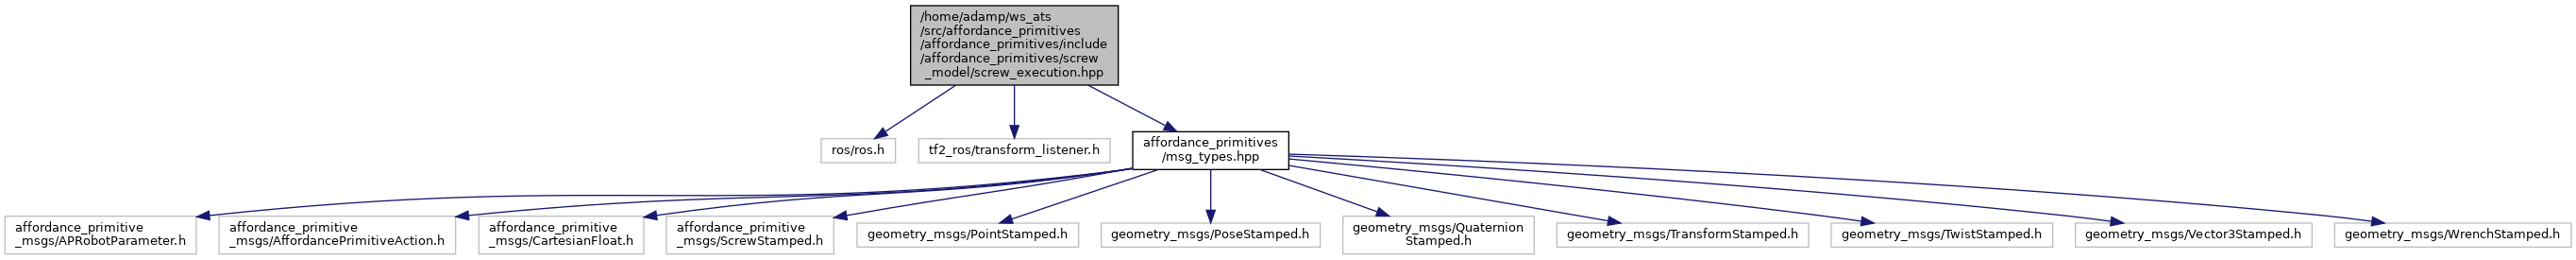 /home/adamp/ws_ats
/src/affordance_primitives
/affordance_primitives/include
/affordance_primitives/screw
_model/screw_execution.hpp
ros/ros.h
tf2_ros/transform_listener.h
affordance_primitives
/msg_types.hpp
affordance_primitive
_msgs/APRobotParameter.h
affordance_primitive
_msgs/AffordancePrimitiveAction.h
affordance_primitive
_msgs/CartesianFloat.h
affordance_primitive
_msgs/ScrewStamped.h
geometry_msgs/PointStamped.h
geometry_msgs/PoseStamped.h
geometry_msgs/Quaternion
Stamped.h
geometry_msgs/TransformStamped.h
geometry_msgs/TwistStamped.h
geometry_msgs/Vector3Stamped.h
geometry_msgs/WrenchStamped.h